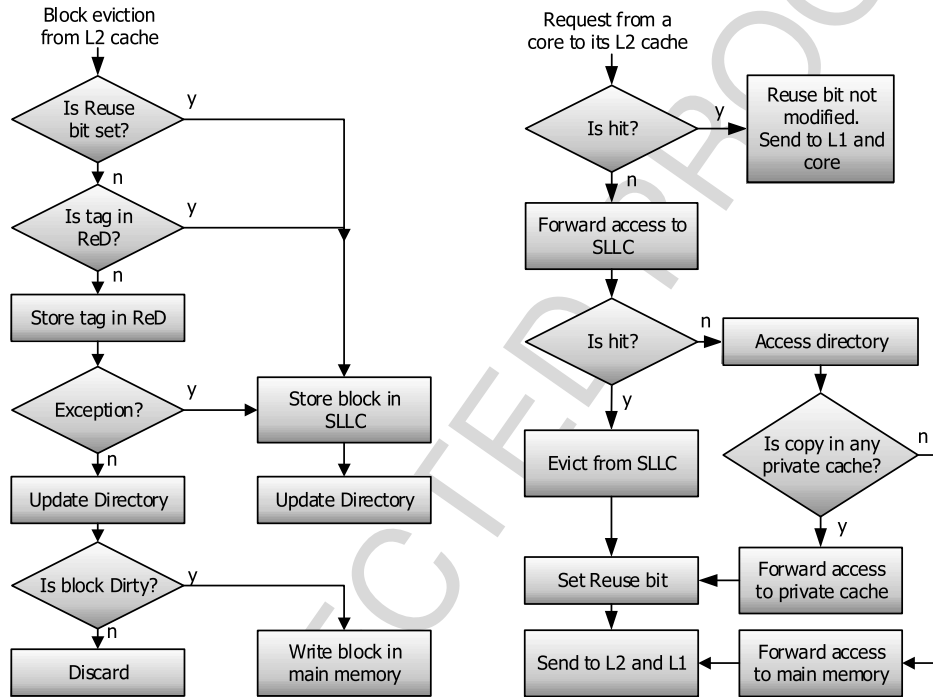 Block eviction
from L2 cache
Is Reuse
bit set?
y
n
Is tag in
ReD?
y
n
Store tag in ReD
Exception?
y
n
Store block in
SLLC
Update Directory
Update Directory
Is block Dirty?
y
n
Discard
Write block in
main memory
Request from a
core to its L2 cache
Is hit?
y
Reuse bit not
modified.
Send to L1 and
core
n
Forward access to
SLLC
Is hit?
n
Access directory
y
Is copy in any
private cache?
n
Evict from SLLC
y
Set Reuse bit
Forward access
to private cache
Send to L2 and L1
Forward access
to main memory
ECTED PROO